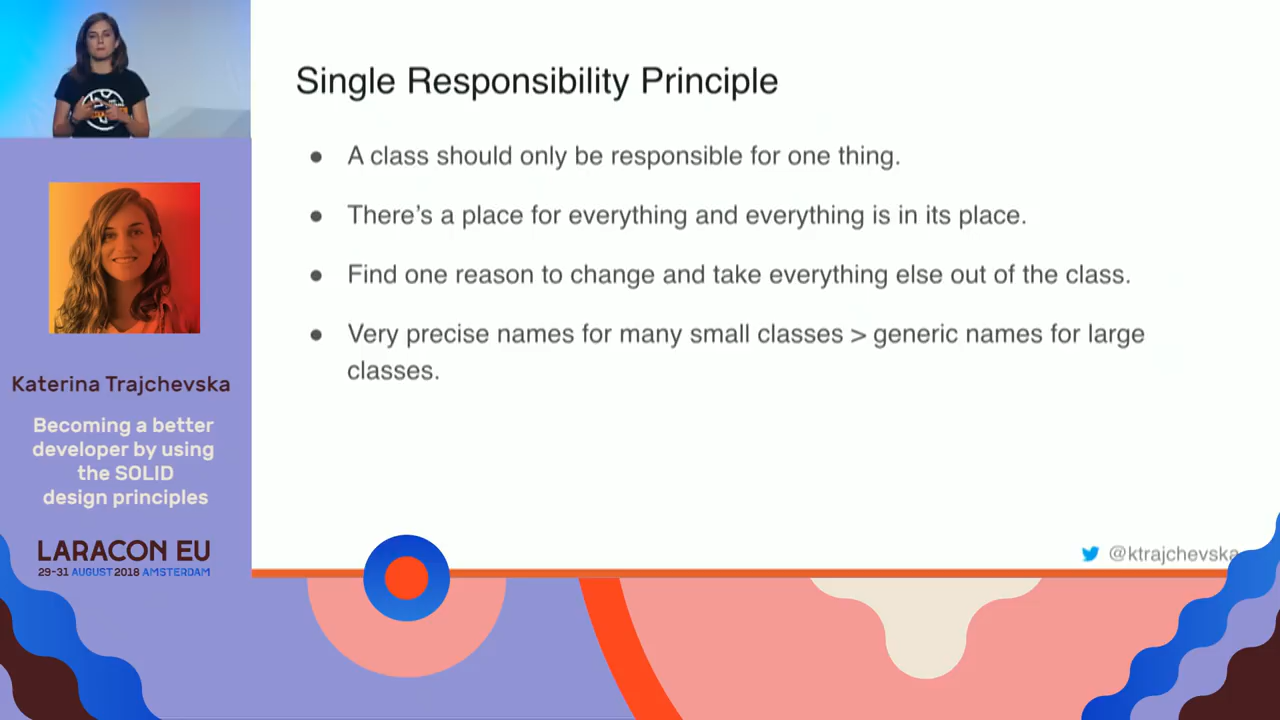 Single Responsibility Principle
● A class should only be responsible for one thing.
● There's a place for everything and everything is in its place.
● Find one reason to change and take everything else out of the class.
● Very precise names for many small classes > generic names for large
classes.
@ktrajchevska
Katerina Trajchevska
Becoming a better
developer by using
the SOLID
design principles
LARACON EU
29-31 AUGUST 2018 AMSTERDAM